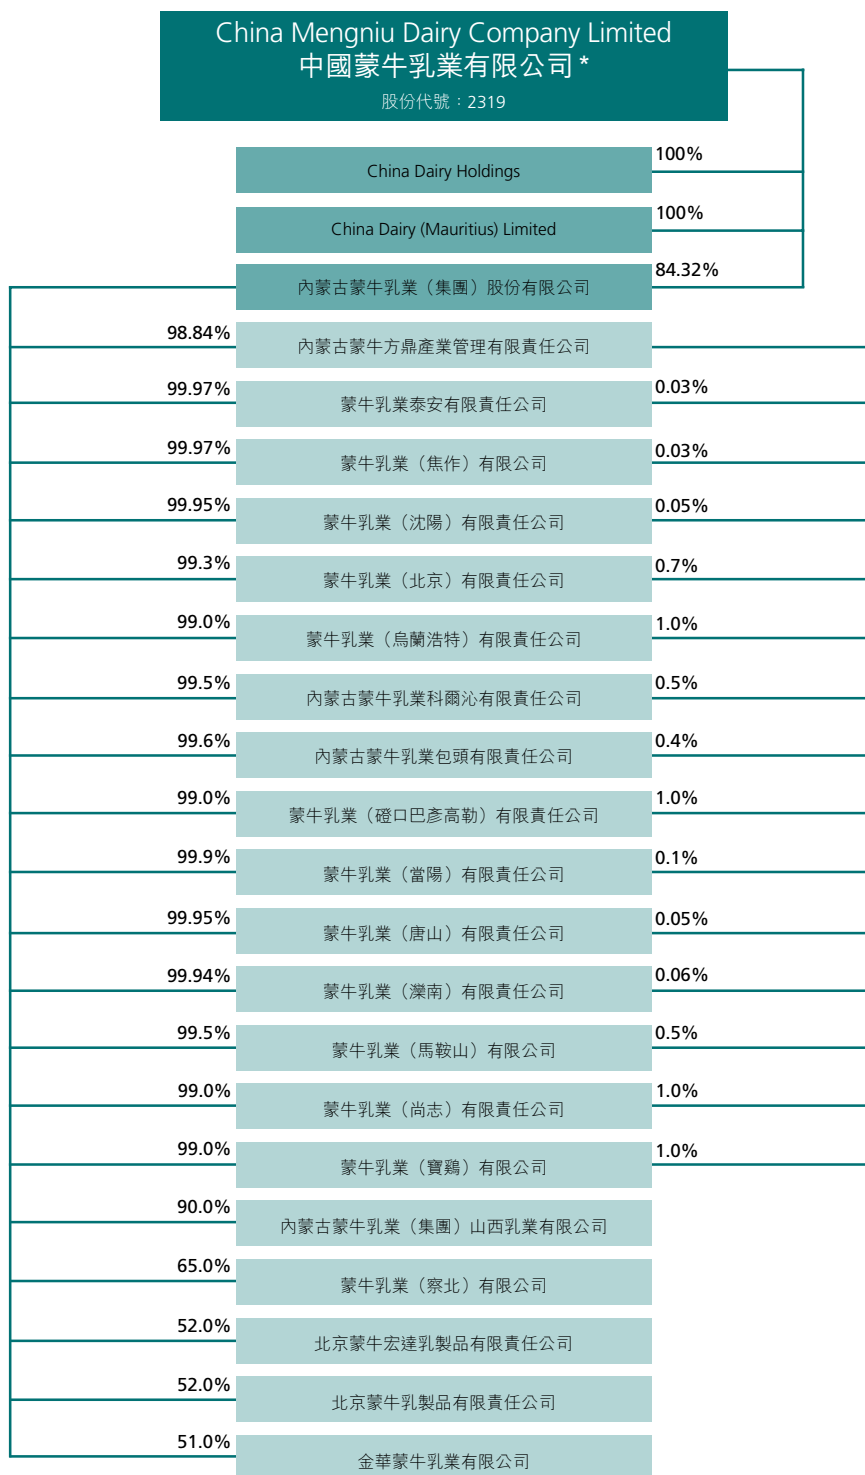 China Mengniu Dairy Company Limited
中國蒙牛乳業有限公司*
股份代號：2319
100%
China Dairy Holdings
100%
China Dairy (Mauritius) Limited
84.32%
內蒙古蒙牛乳業（集團）股份有限公司
98.84%
內蒙古蒙牛方鼎產業管理有限責任公司
99.97%
蒙牛乳業泰安有限責任公司
0.03%
99.97%
蒙牛乳業（焦作）有限公司
0.03%
99.95%
蒙牛乳業（沈陽）有限責任公司
0.05%
99.3%
蒙牛乳業（北京）有限責任公司
0.7%
99.0%
蒙牛乳業（烏蘭浩特）有限責任公司
1.0%
99.5%
內蒙古蒙牛乳業科爾沁有限責任公司
0.5%
99.6%
內蒙古蒙牛乳業包頭有限責任公司
0.4%
99.0%
蒙牛乳業（磴口巴彥高勒）有限責任公司
1.0%
99.9%
蒙牛乳業（當陽）有限責任公司
0.1%
99.95%
蒙牛乳業（唐山）有限責任公司
0.05%
99.94%
蒙牛乳業（灤南）有限責任公司
0.06%
99.5%
蒙牛乳業（馬鞍山）有限公司
0.5%
99.0%
蒙牛乳業（尚志）有限責任公司
1.0%
99.0%
蒙牛乳業（寶鷄）有限公司
1.0%
90.0%
內蒙古蒙牛乳業（集團）山西乳業有限公司
65.0%
蒙牛乳業（察北）有限公司
52.0%
北京蒙牛宏達乳製品有限責任公司
52.0%
北京蒙牛乳製品有限責任公司
51.0%
金華蒙牛乳業有限公司